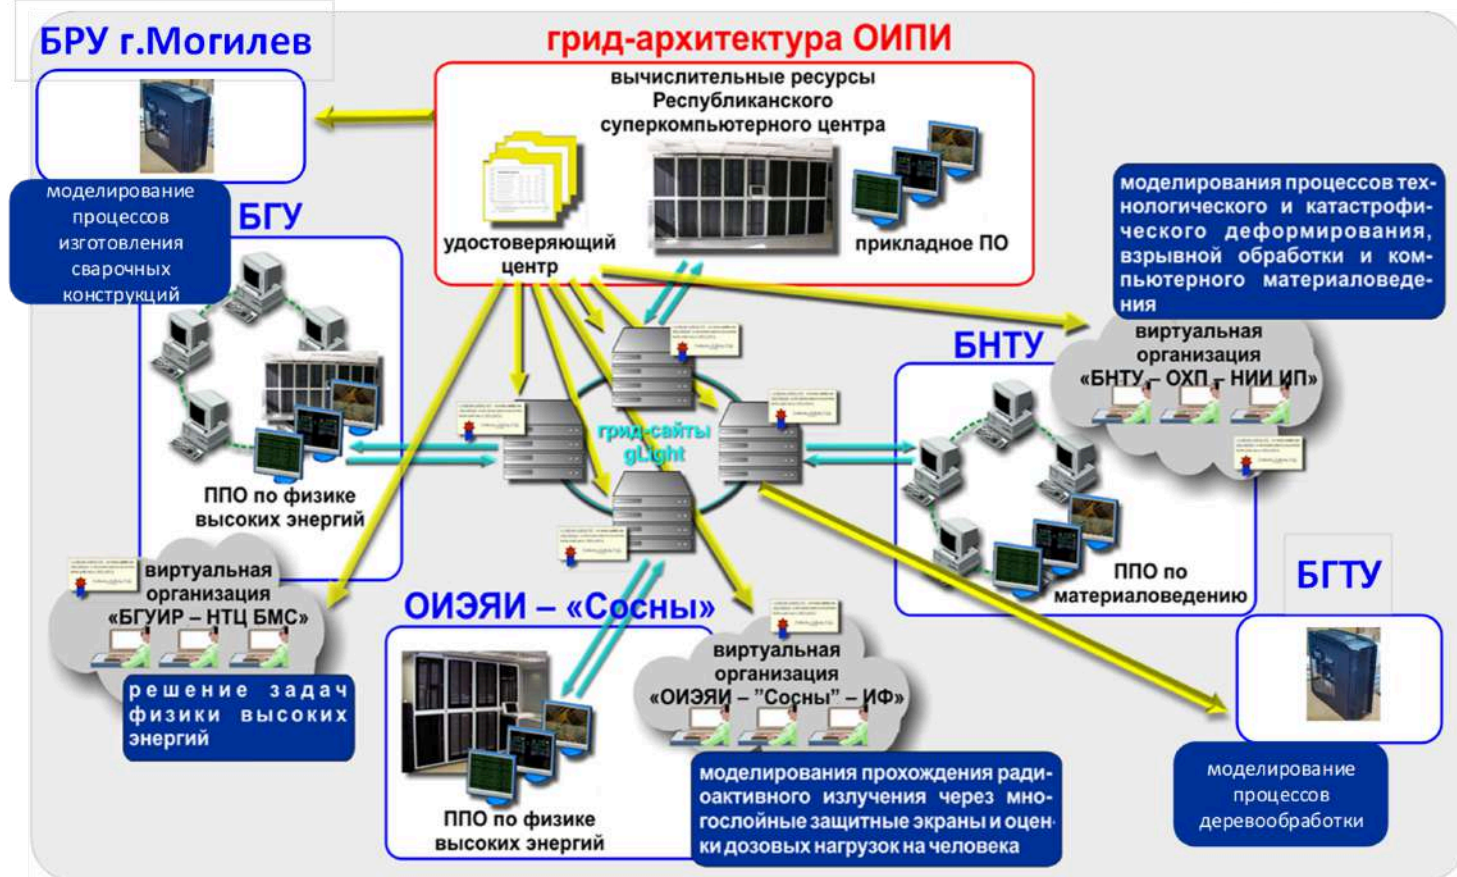 БРУ г.Могилев
грид-архитектура ОИПИ
вычислительные ресурсы
Республиканского
суперкомпьютерного центра
удостоверяющий
центр
прикладное ПО
моделирование
процессов
изготовления
сварочных
конструкций
БГУ
ППО по физике
высоких энергий
виртуальная
организация
«БГУИР – НТЦ БМС»
решение задач
физики высоких
энергий
грид-сайты
gLight
моделирования процессов тех-
нологического и катастрофи-
ческого деформирования,
взрывной обработки и ком-
пьютерного материаловеде-
ния
БНТУ
виртуальная
организация
«БНТУ – ОХП – НИИ ИП»
ППО по
материаловедению
ОИЭЯИ – «Сосны»
ППО по физике
высоких энергий
виртуальная
организация
«ОИЭЯИ – ”Сосны” – ИФ»
моделирования прохождения ради-
оактивного излучения через мно-
гослойные защитные экраны и оцен-
ки дозовых нагрузок на человека
БГТУ
моделирование
процессов
деревообработки